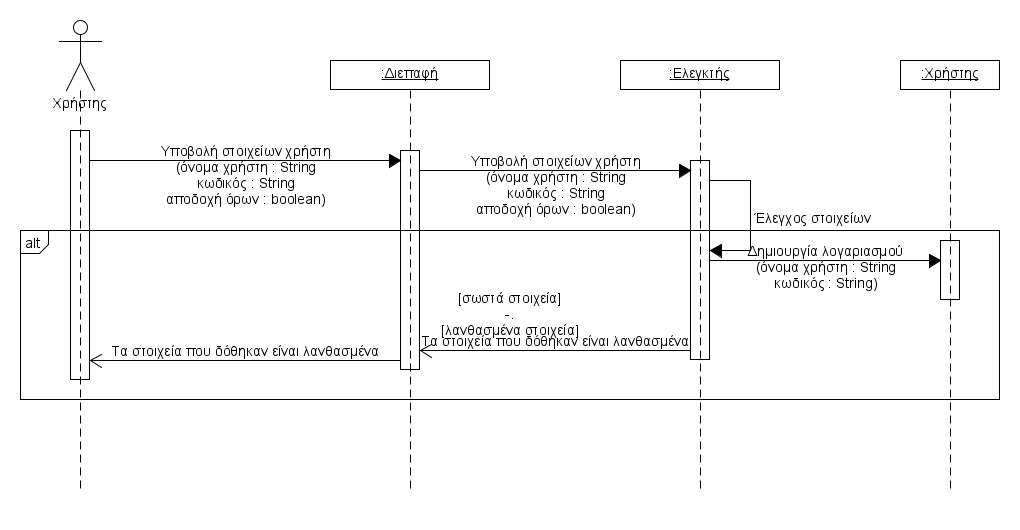 Χρήστης
:Διεπαφή
:Ελεγκτής
:Χρήστης
Υποβολή στοιχείων χρήστη
(όνομα χρήστη : String
κωδικός : String
αποδοχή όρων : boolean)
Υποβολή στοιχείων χρήστη
(όνομα χρήστη : String
κωδικός : String
αποδοχή όρων : boolean)
Έλεγχος στοιχείων
alt
Δημιουργία λογαριασμού
(όνομα χρήστη : String
κωδικός : String)
[σωστά στοιχεία]
-.
[λανθασμένα στοιχεία]
Τα στοιχεία που δόθηκαν είναι λανθασμένα
Τα στοιχεία που δόθηκαν είναι λανθασμένα